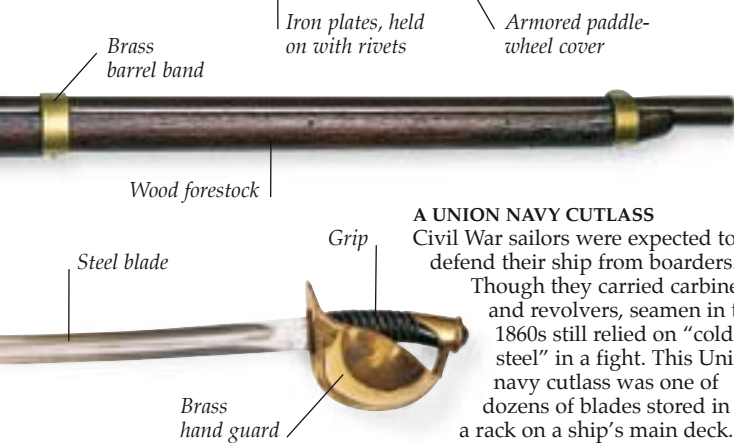 Iron plates, held
on with rivets
Armored paddle-
wheel cover
Brass
barrel band
Wood forestock
A UNION NAVY CUTLASS
Civil War sailors were expected to
defend their ship from boarders.
Though they carried
and revolvers, seamen in
1860s still relied on “cold
steel” in a fight. This
navy cutlass was one of
dozens of blades stored in
a rack on a ship’s main deck.
Grip
Steel blade
Brass
hand guard